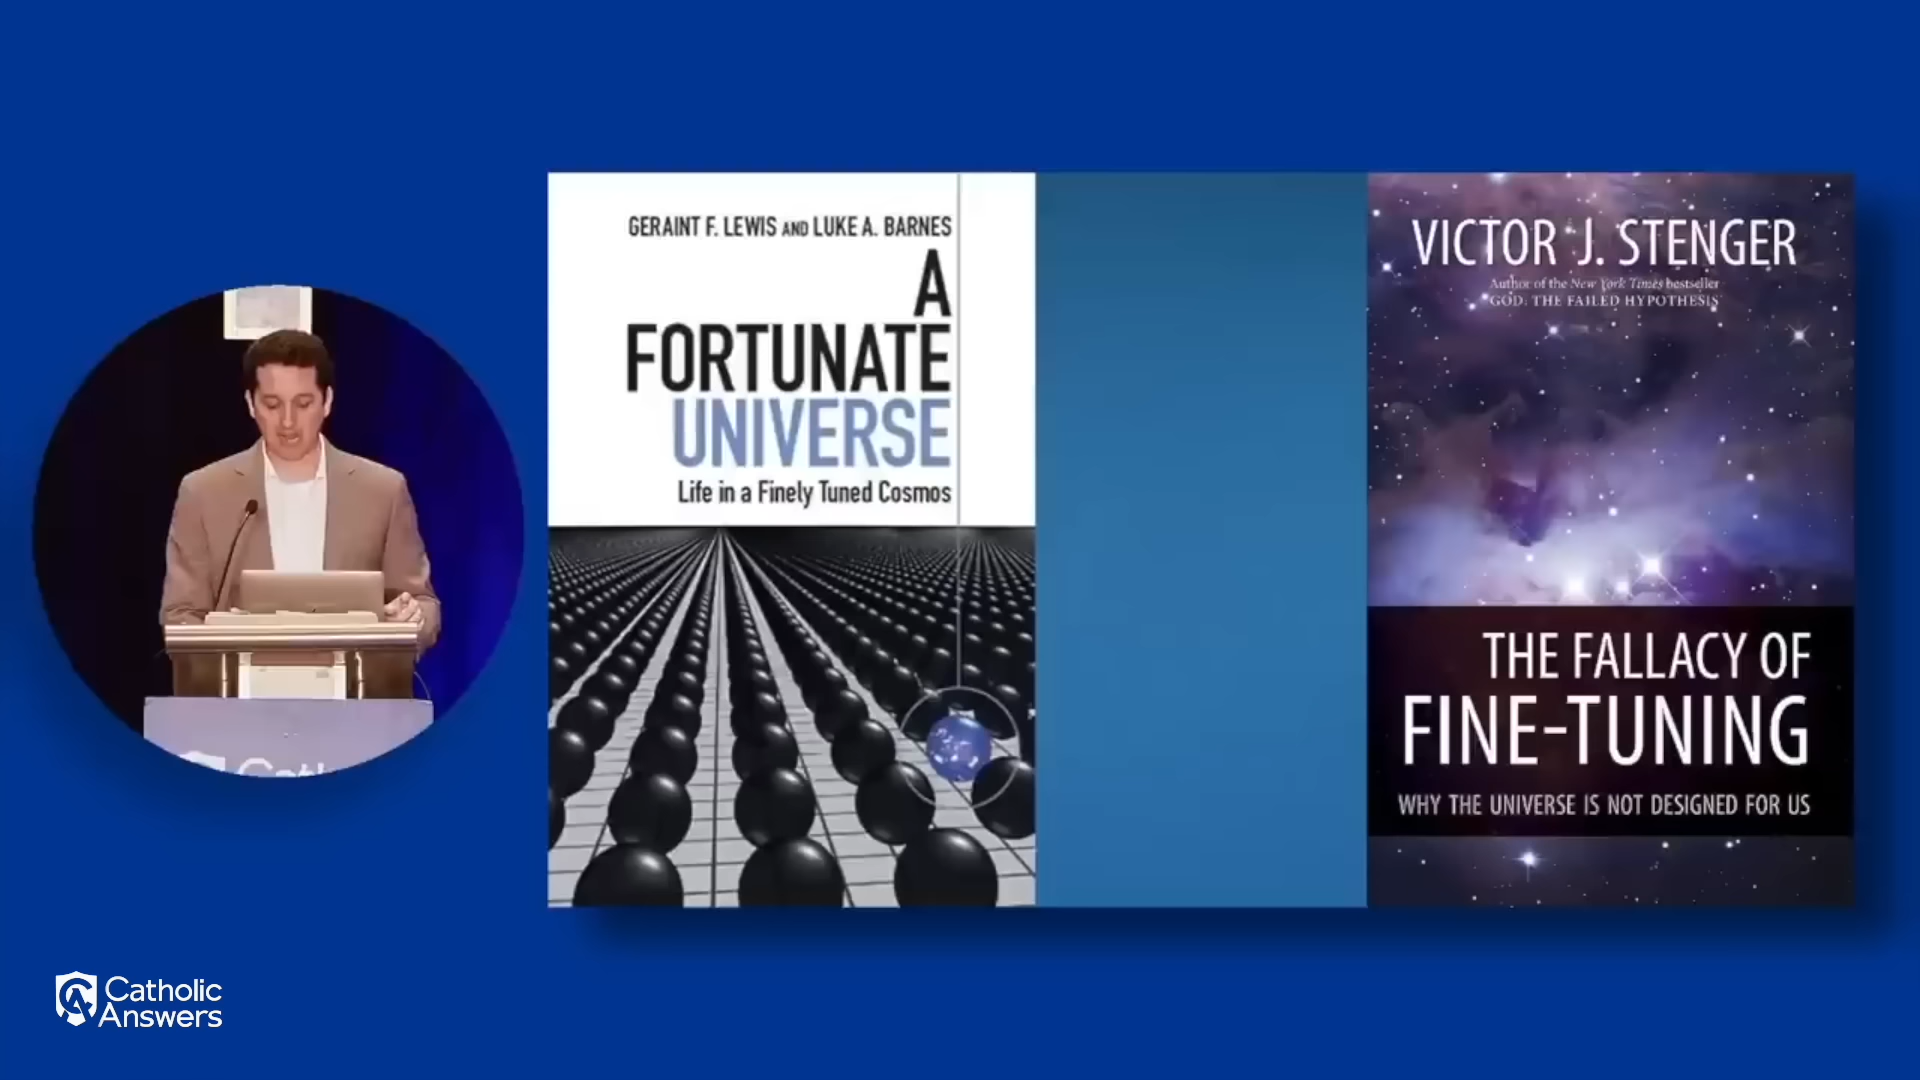 GERAINT F. LEWIS AND LUKE A. BARNES
A
FORTUNATE
UNIVERSE
Life in a Finely Tuned Cosmos
VICTOR J. STENGER
Author of the New York Times bestseller
GOD: THE FAILED HYPOTHESIS
THE FALLACY OF
FINE-TUNING
WHY THE UNIVERSE IS NOT DESIGNED FOR US
Catholic
Answers